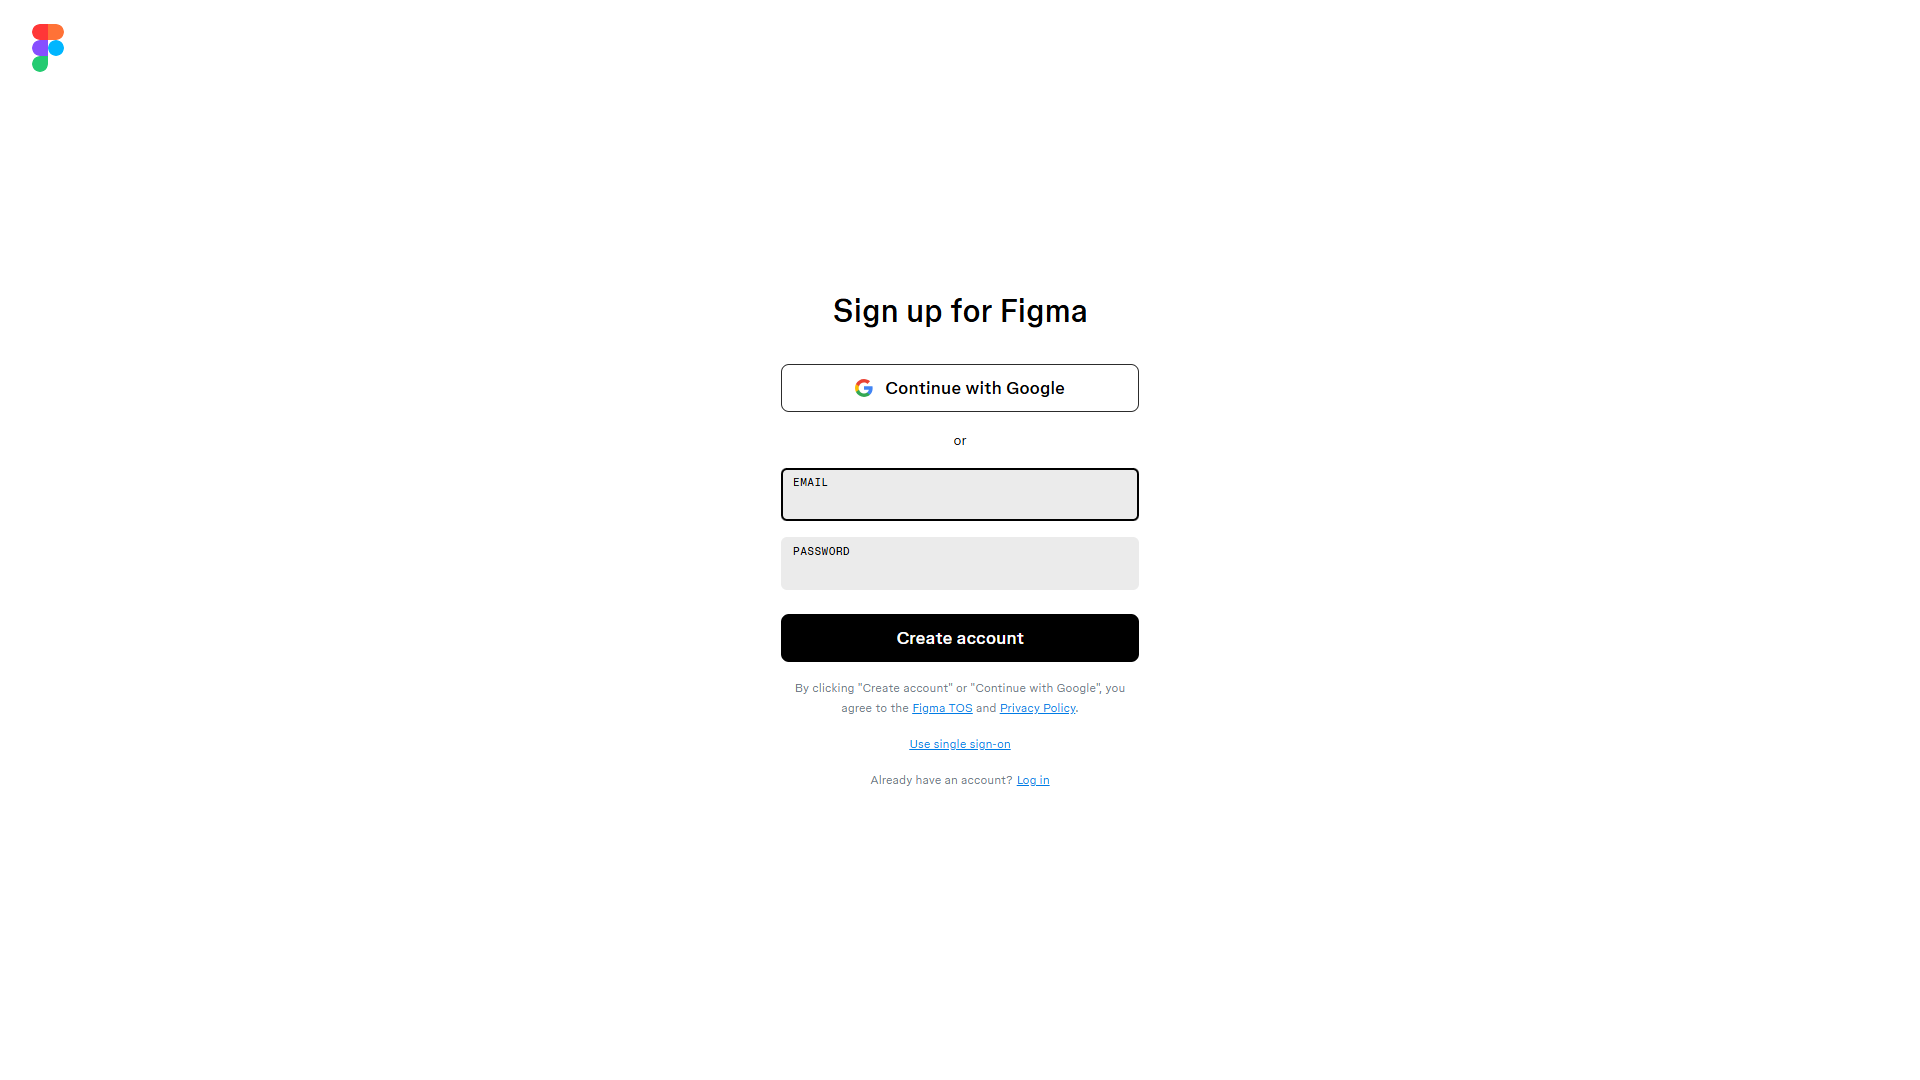 Sign up for Figma
Continue with Google
or
EMAIL
PASSWORD
Create account
By clicking "Create account" or "Continue with Google", you
agree to the Figma TOS and Privacy Policy.
Use single sign-on
Already have an account? Log in